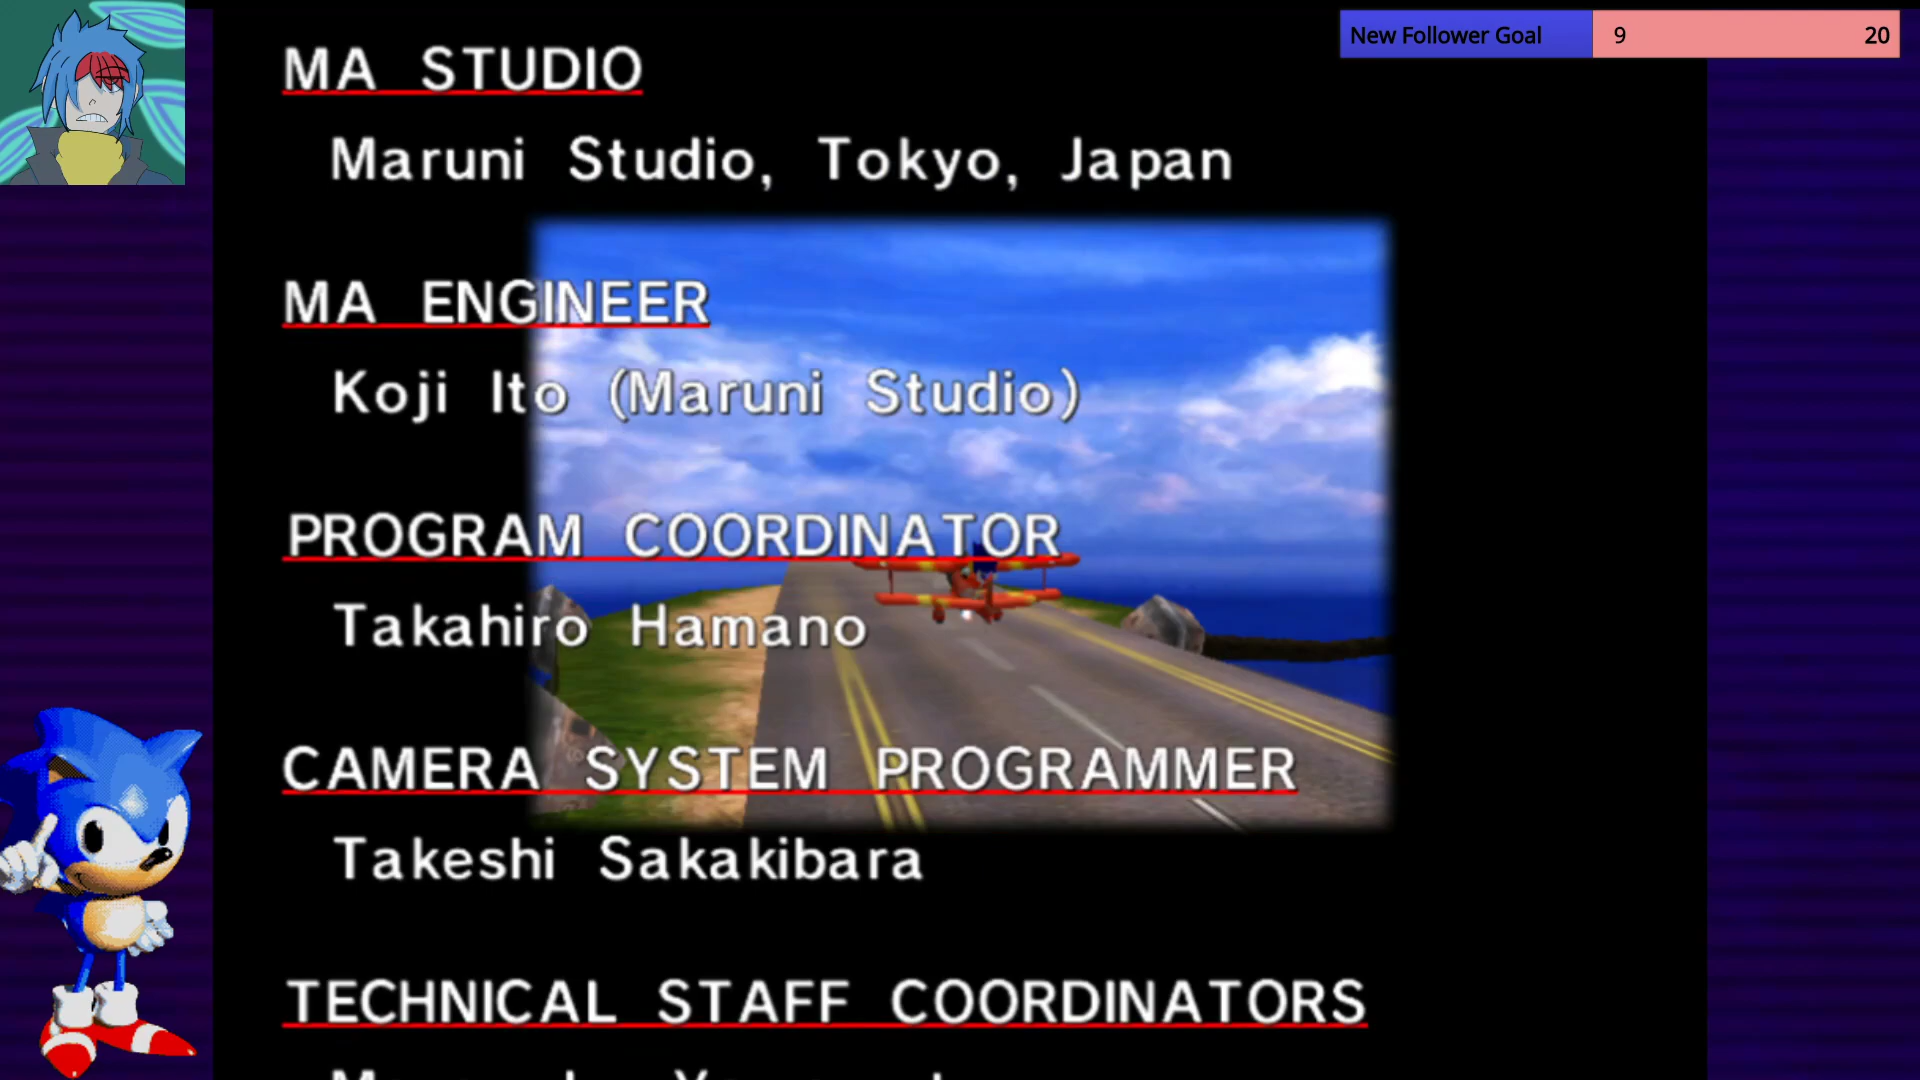 New Follower Goal 9 20
MA STUDIO
Maruni Studio, Tokyo, Japan
MA ENGINEER
Koji Ito (Maruni Studio)
PROGRAM COORDINATOR
Takahiro Hamano
CAMERA SYSTEM PROGRAMMER
Takeshi Sakakibara
TECHNICAL STAFF COORDINATORS